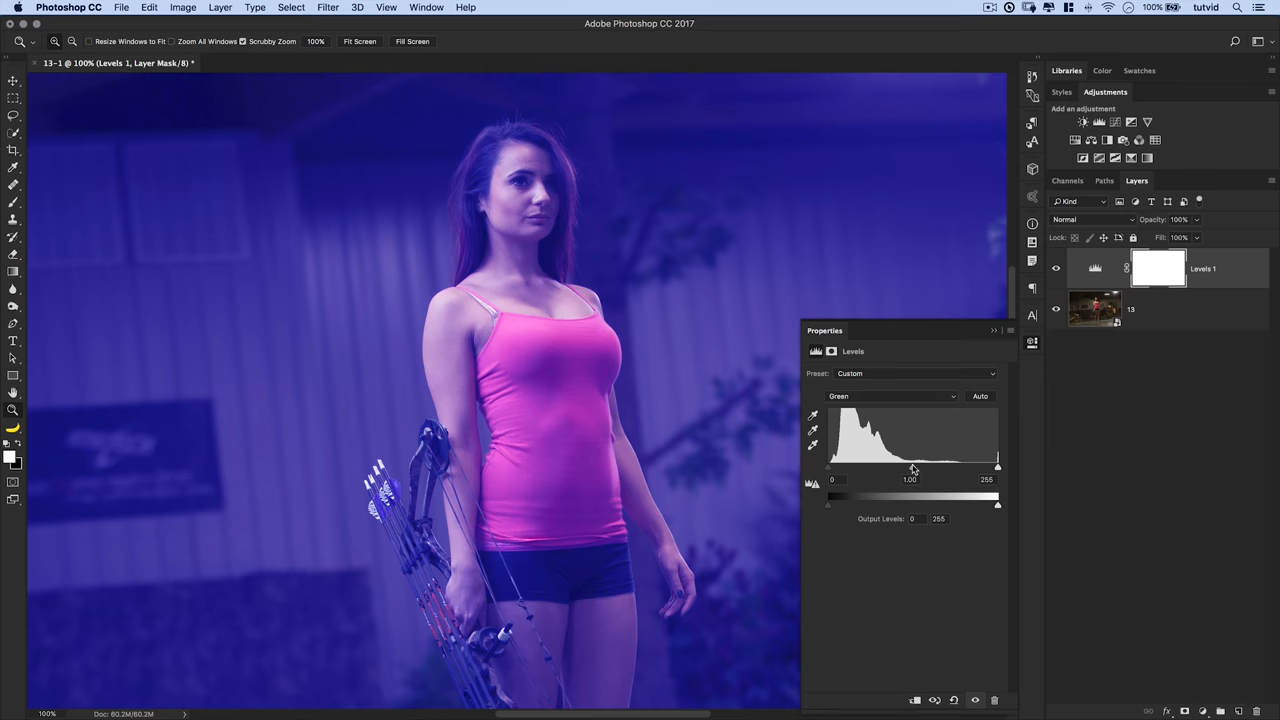 Photoshop CC File Edit Image Layer Type Select Filter 3D View Window Help 100% tutvid
Adobe Photoshop CC 2017
Resize Windows to Fit Zoom All Windows Scrubby Zoom 100% Fit Screen Fill Screen
13-1 @ 100% (Levels 1, Layer Mask/8) *
Libraries Color Swatches
Styles Adjustments
Add an adjustment
Channels Paths Layers
Kind
Normal Opacity: 100%
Lock: Fill: 100%
Levels 1
13
Properties
Levels
Preset: Custom
Green Auto
0 1.00 255
Output Levels: 0 255
100% Doc: 60.2M/60.2M